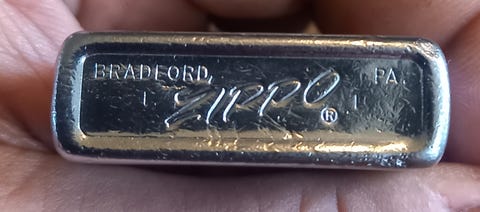 BRADFORD, PA.
| ZIPPO ® |